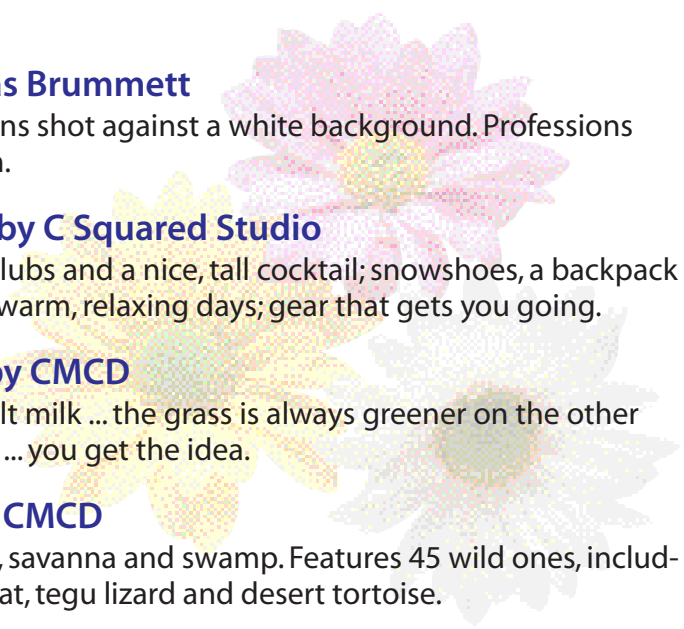 as Brummett
ns shot against a white background. Professions
by C Squared Studio
lubs and a nice, tall cocktail; snowshoes, a backpack
warm, relaxing days; gear that gets you going.
by CMCD
lt milk ... the grass is always greener on the other
... you get the idea.
CMCD
, savanna and swamp. Features 45 wild ones, includ-
at, tegu lizard and desert tortoise.